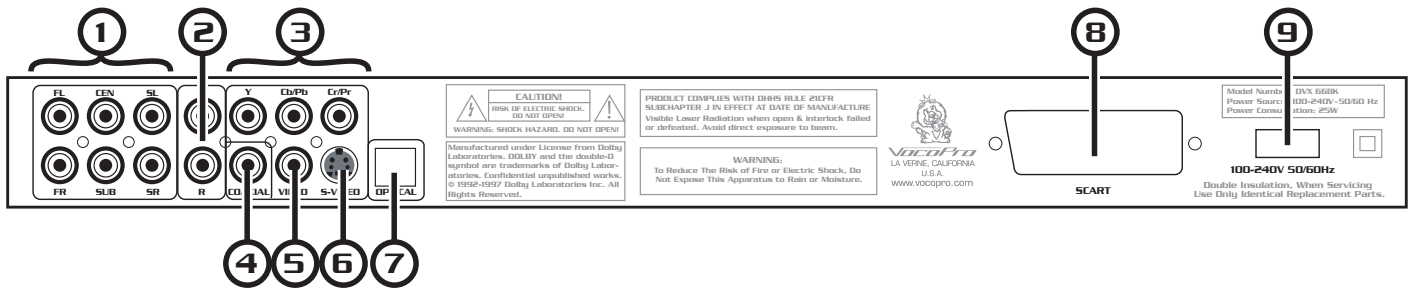 1 2 3 8 9
FL CEN SL Y Cb/Pb Cr/Pr
FR SUB SR R COAXIAL VIDEO S-VIDEO OPTICAL
CAUTION!
RISK OF ELECTRIC SHOCK.
DO NOT OPEN!
WARNING: SHOCK HAZARD. DO NOT OPEN!
Manufactured under License from Dolby
Laboratories. DOLBY and the double-D
symbol are trademarks of Dolby Labor-
atories. Confidential unpublished works.
© 1992-1997 Dolby Laboratories Inc. All
Rights Reserved.
PRODUCT COMPLIES WITH DHHS RULE 21CFR
SUBCHAPTER J IN EFFECT AT DATE OF MANUFACTURE
Visible Laser Radiation when open & interlock failed
or defeated. Avoid direct exposure to beam.
WARNING:
To Reduce The Risk of Fire or Electric Shock, Do
Not Expose This Apparatus to Rain or Moisture.
VocoPro
LA VERNE, CALIFORNIA
U.S.A.
www.vocopro.com
SCART
Model Number: DVX 668K
Power Source: 100-240V~50/60 Hz
Power Consumption: 25W
100-240V 50/60Hz
Double Insulation, When Servicing
Use Only Identical Replacement Parts.
4 5 6 7